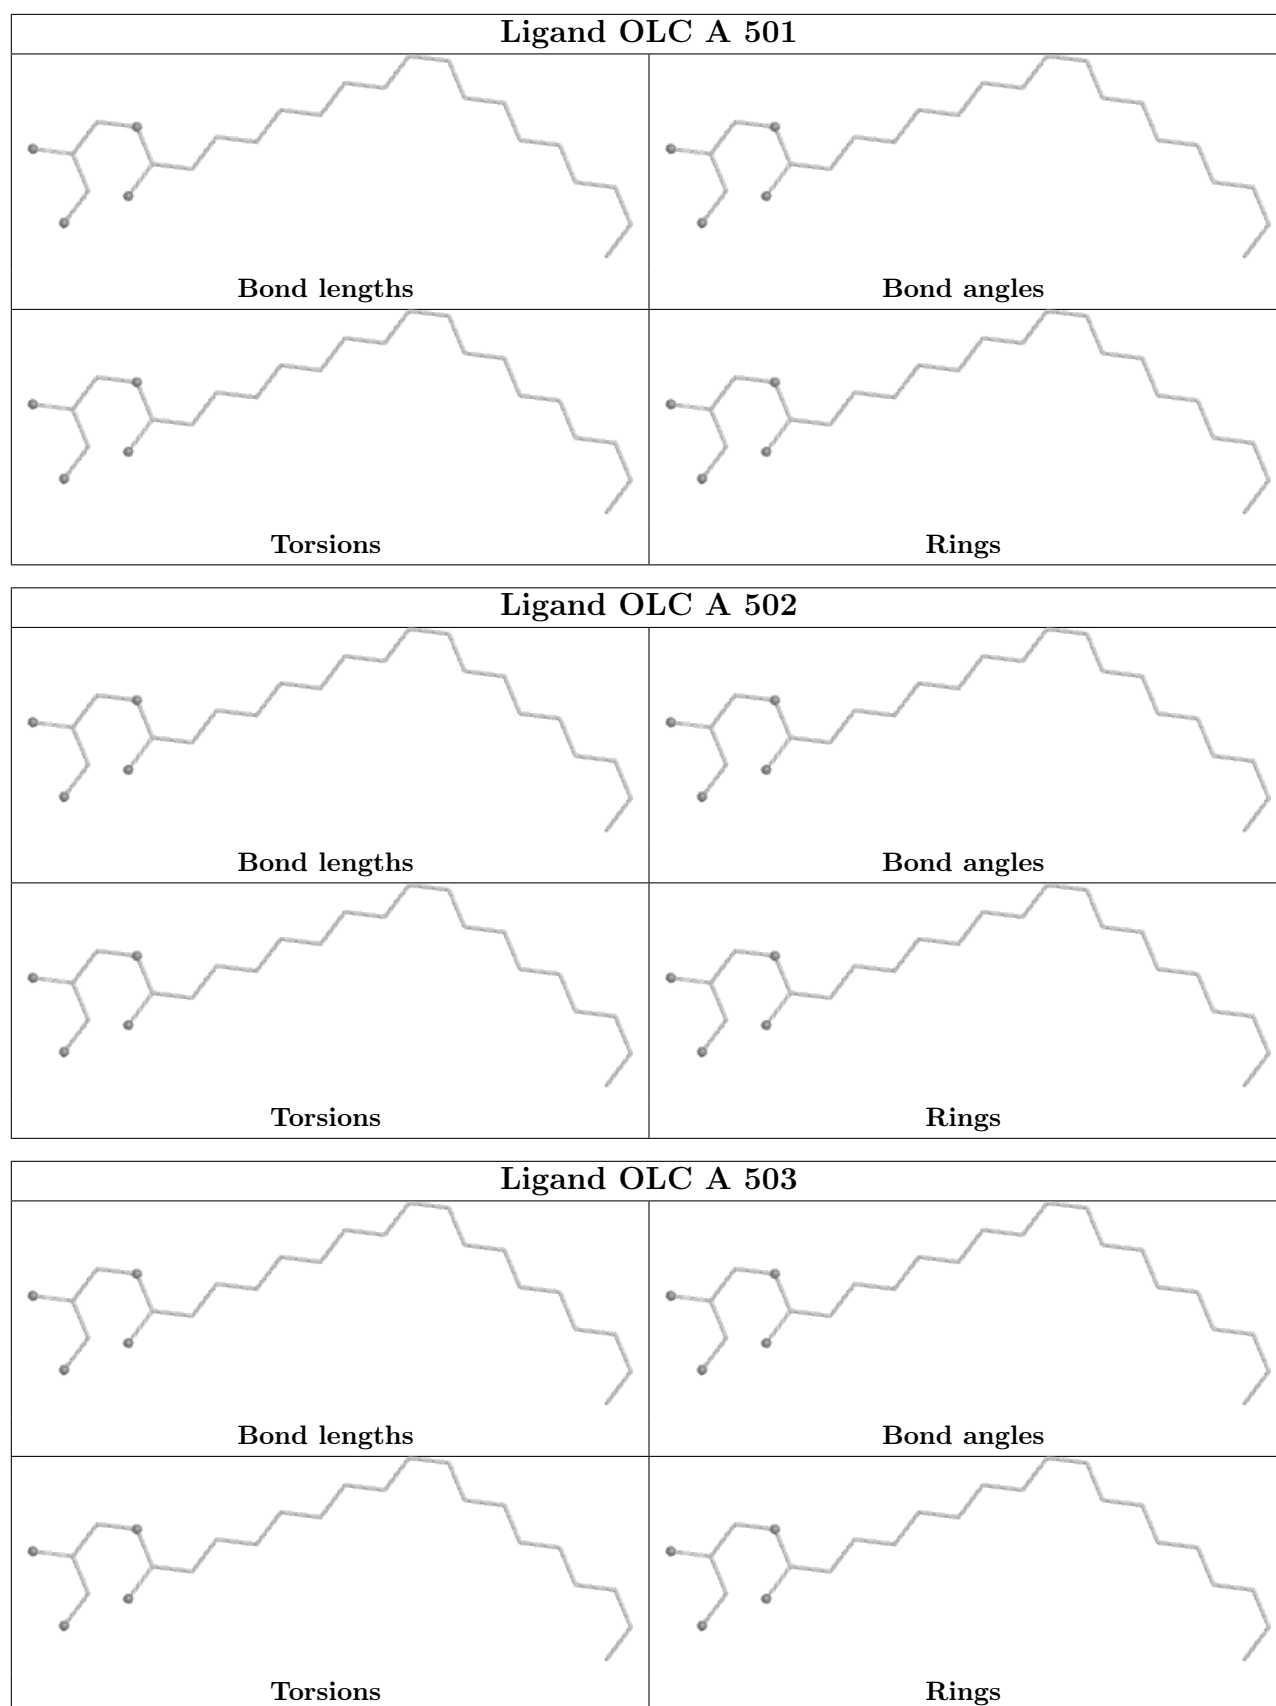 Ligand OLC A 501
Bond lengths
Bond angles
Torsions
Rings
Ligand OLC A 502
Bond lengths
Bond angles
Torsions
Rings
Ligand OLC A 503
Bond lengths
Bond angles
Torsions
Rings